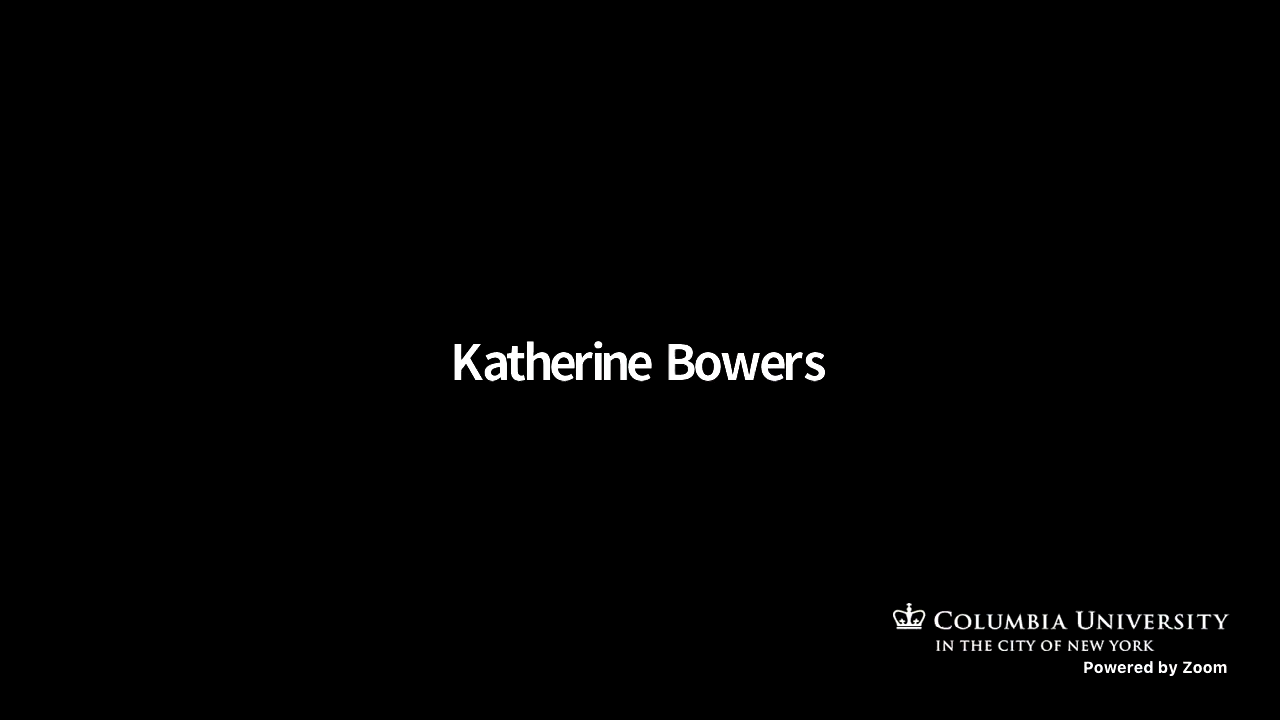 Katherine Bowers
COLUMBIA UNIVERSITY
IN THE CITY OF NEW YORK
Powered by Zoom